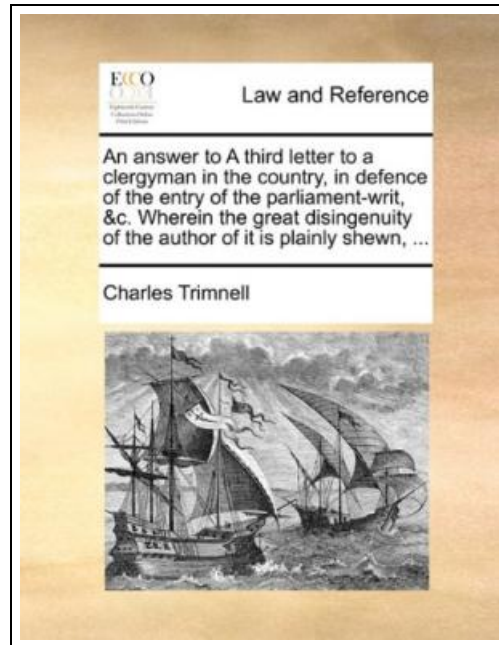 ECCO
Law and Reference
An answer to A third letter to a
clergyman in the country, in defence
of the entry of the parliament-writ,
&c. Wherein the great disingenuity
of the author of it is plainly shewn, ...
Charles Trimnell